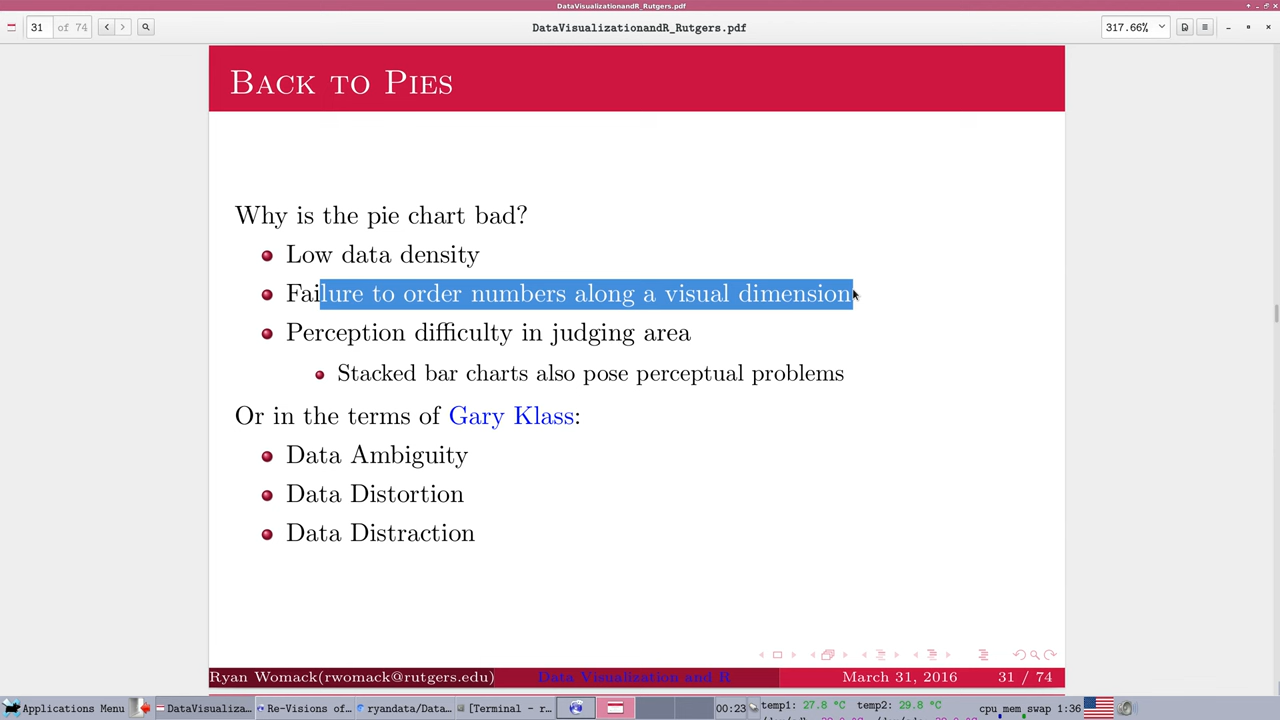 DataVisualizationandR_Rutgers.pdf
31 of 74
DataVisualizationandR_Rutgers.pdf
317.66%
Back to Pies
Why is the pie chart bad?
Low data density
Failure to order numbers along a visual dimension
Perception difficulty in judging area
Stacked bar charts also pose perceptual problems
Or in the terms of Gary Klass:
Data Ambiguity
Data Distortion
Data Distraction
Ryan Womack(rwomack@rutgers.edu) Data Visualization and R March 31, 2016 31 / 74
Applications Menu DataVisualiza... Re-Visions of... ryan.../Data... [Terminal - r... 00:23 temp1: 27.8 °C temp2: 29.8 °C cpu mem swap 1:36